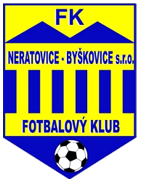 FK
NERATOVICE - BYŠKOVICE s.r.o.
FOTBALOVÝ KLUB